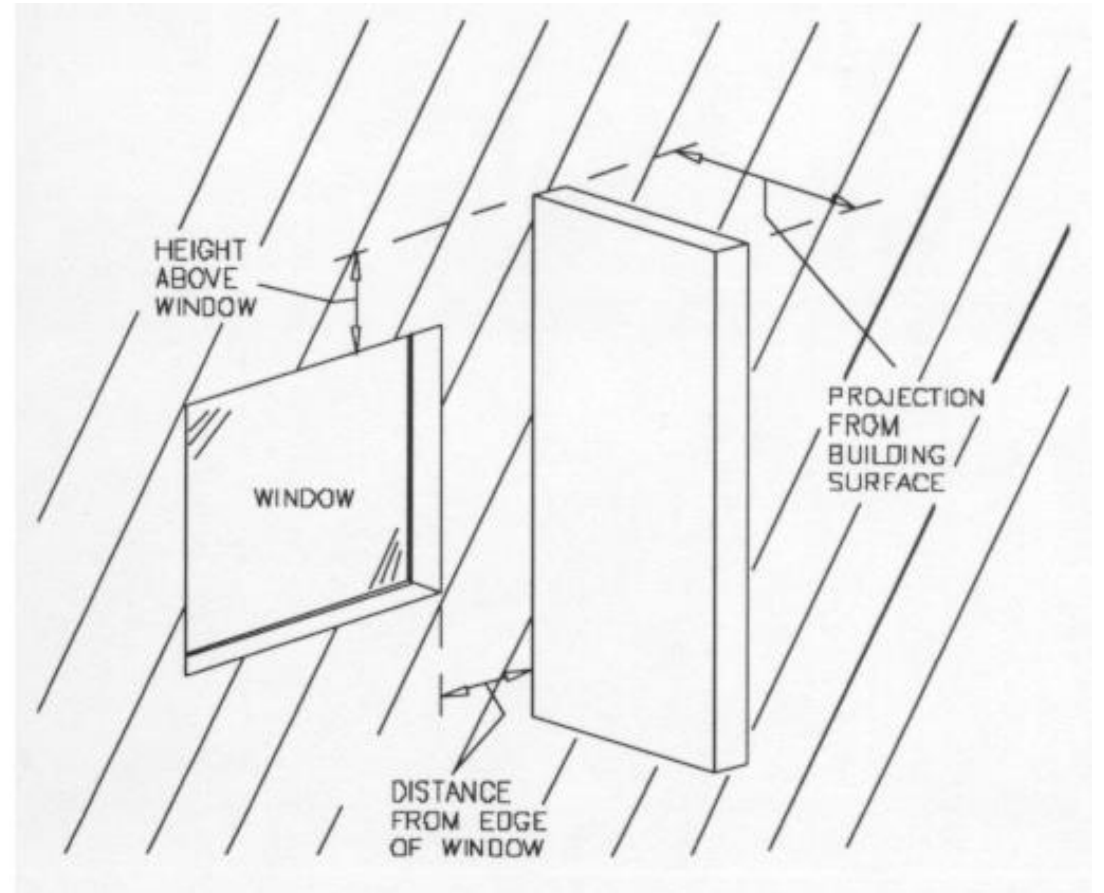 HEIGHT
ABOVE
WINDOW
WINDOW
PROJECTION
FROM
BUILDING
SURFACE
DISTANCE
FROM EDGE
OF WINDOW